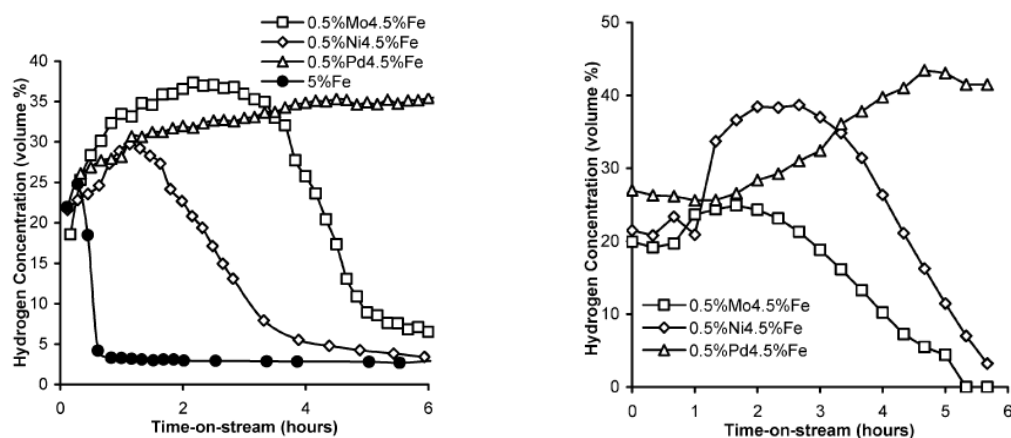 0.5%Mo4.5%Fe
0.5%Ni4.5%Fe
0.5%Pd4.5%Fe
5%Fe
Hydrogen Concentration (volume %)
40
35
30
25
20
15
10
5
0
0 2 4 6
Time-on-stream (hours)
Hydrogen Concentration (volume %)
50
40
30
20
10
0
0.5%Mo4.5%Fe
0.5%Ni4.5%Fe
0.5%Pd4.5%Fe
0 1 2 3 4 5 6
Time-on-stream (hours)